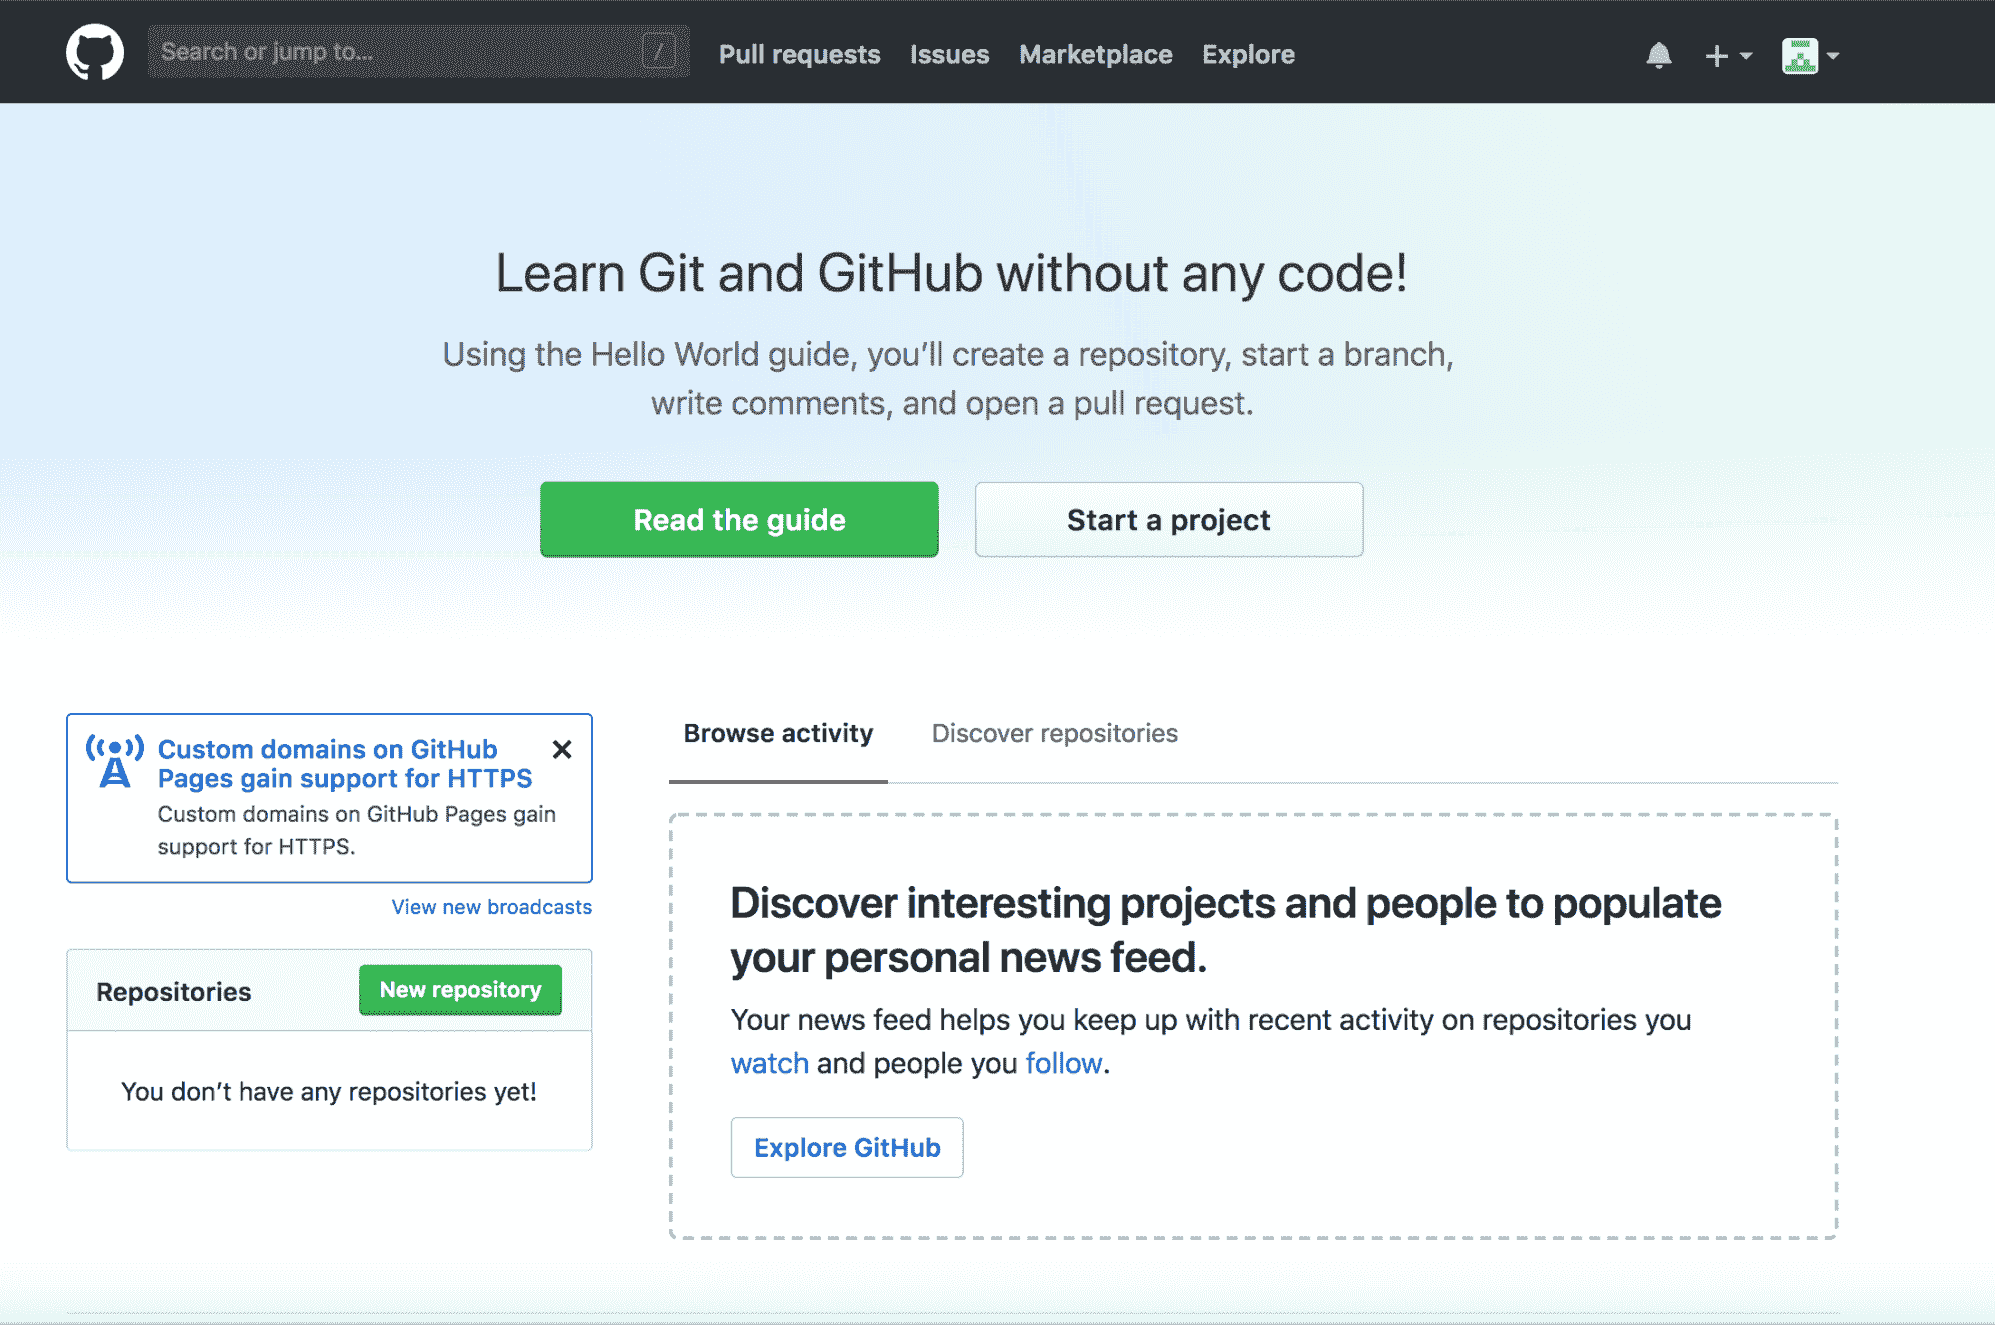 Search or jump to... /
Pull requests Issues Marketplace Explore
Learn Git and GitHub without any code!
Using the Hello World guide, you’ll create a repository, start a branch,
write comments, and open a pull request.
Read the guide
Start a project
Custom domains on GitHub
Pages gain support for HTTPS
Custom domains on GitHub Pages gain
support for HTTPS.
View new broadcasts
Repositories
New repository
You don’t have any repositories yet!
Browse activity
Discover repositories
Discover interesting projects and people to populate
your personal news feed.
Your news feed helps you keep up with recent activity on repositories you
watch and people you follow.
Explore GitHub